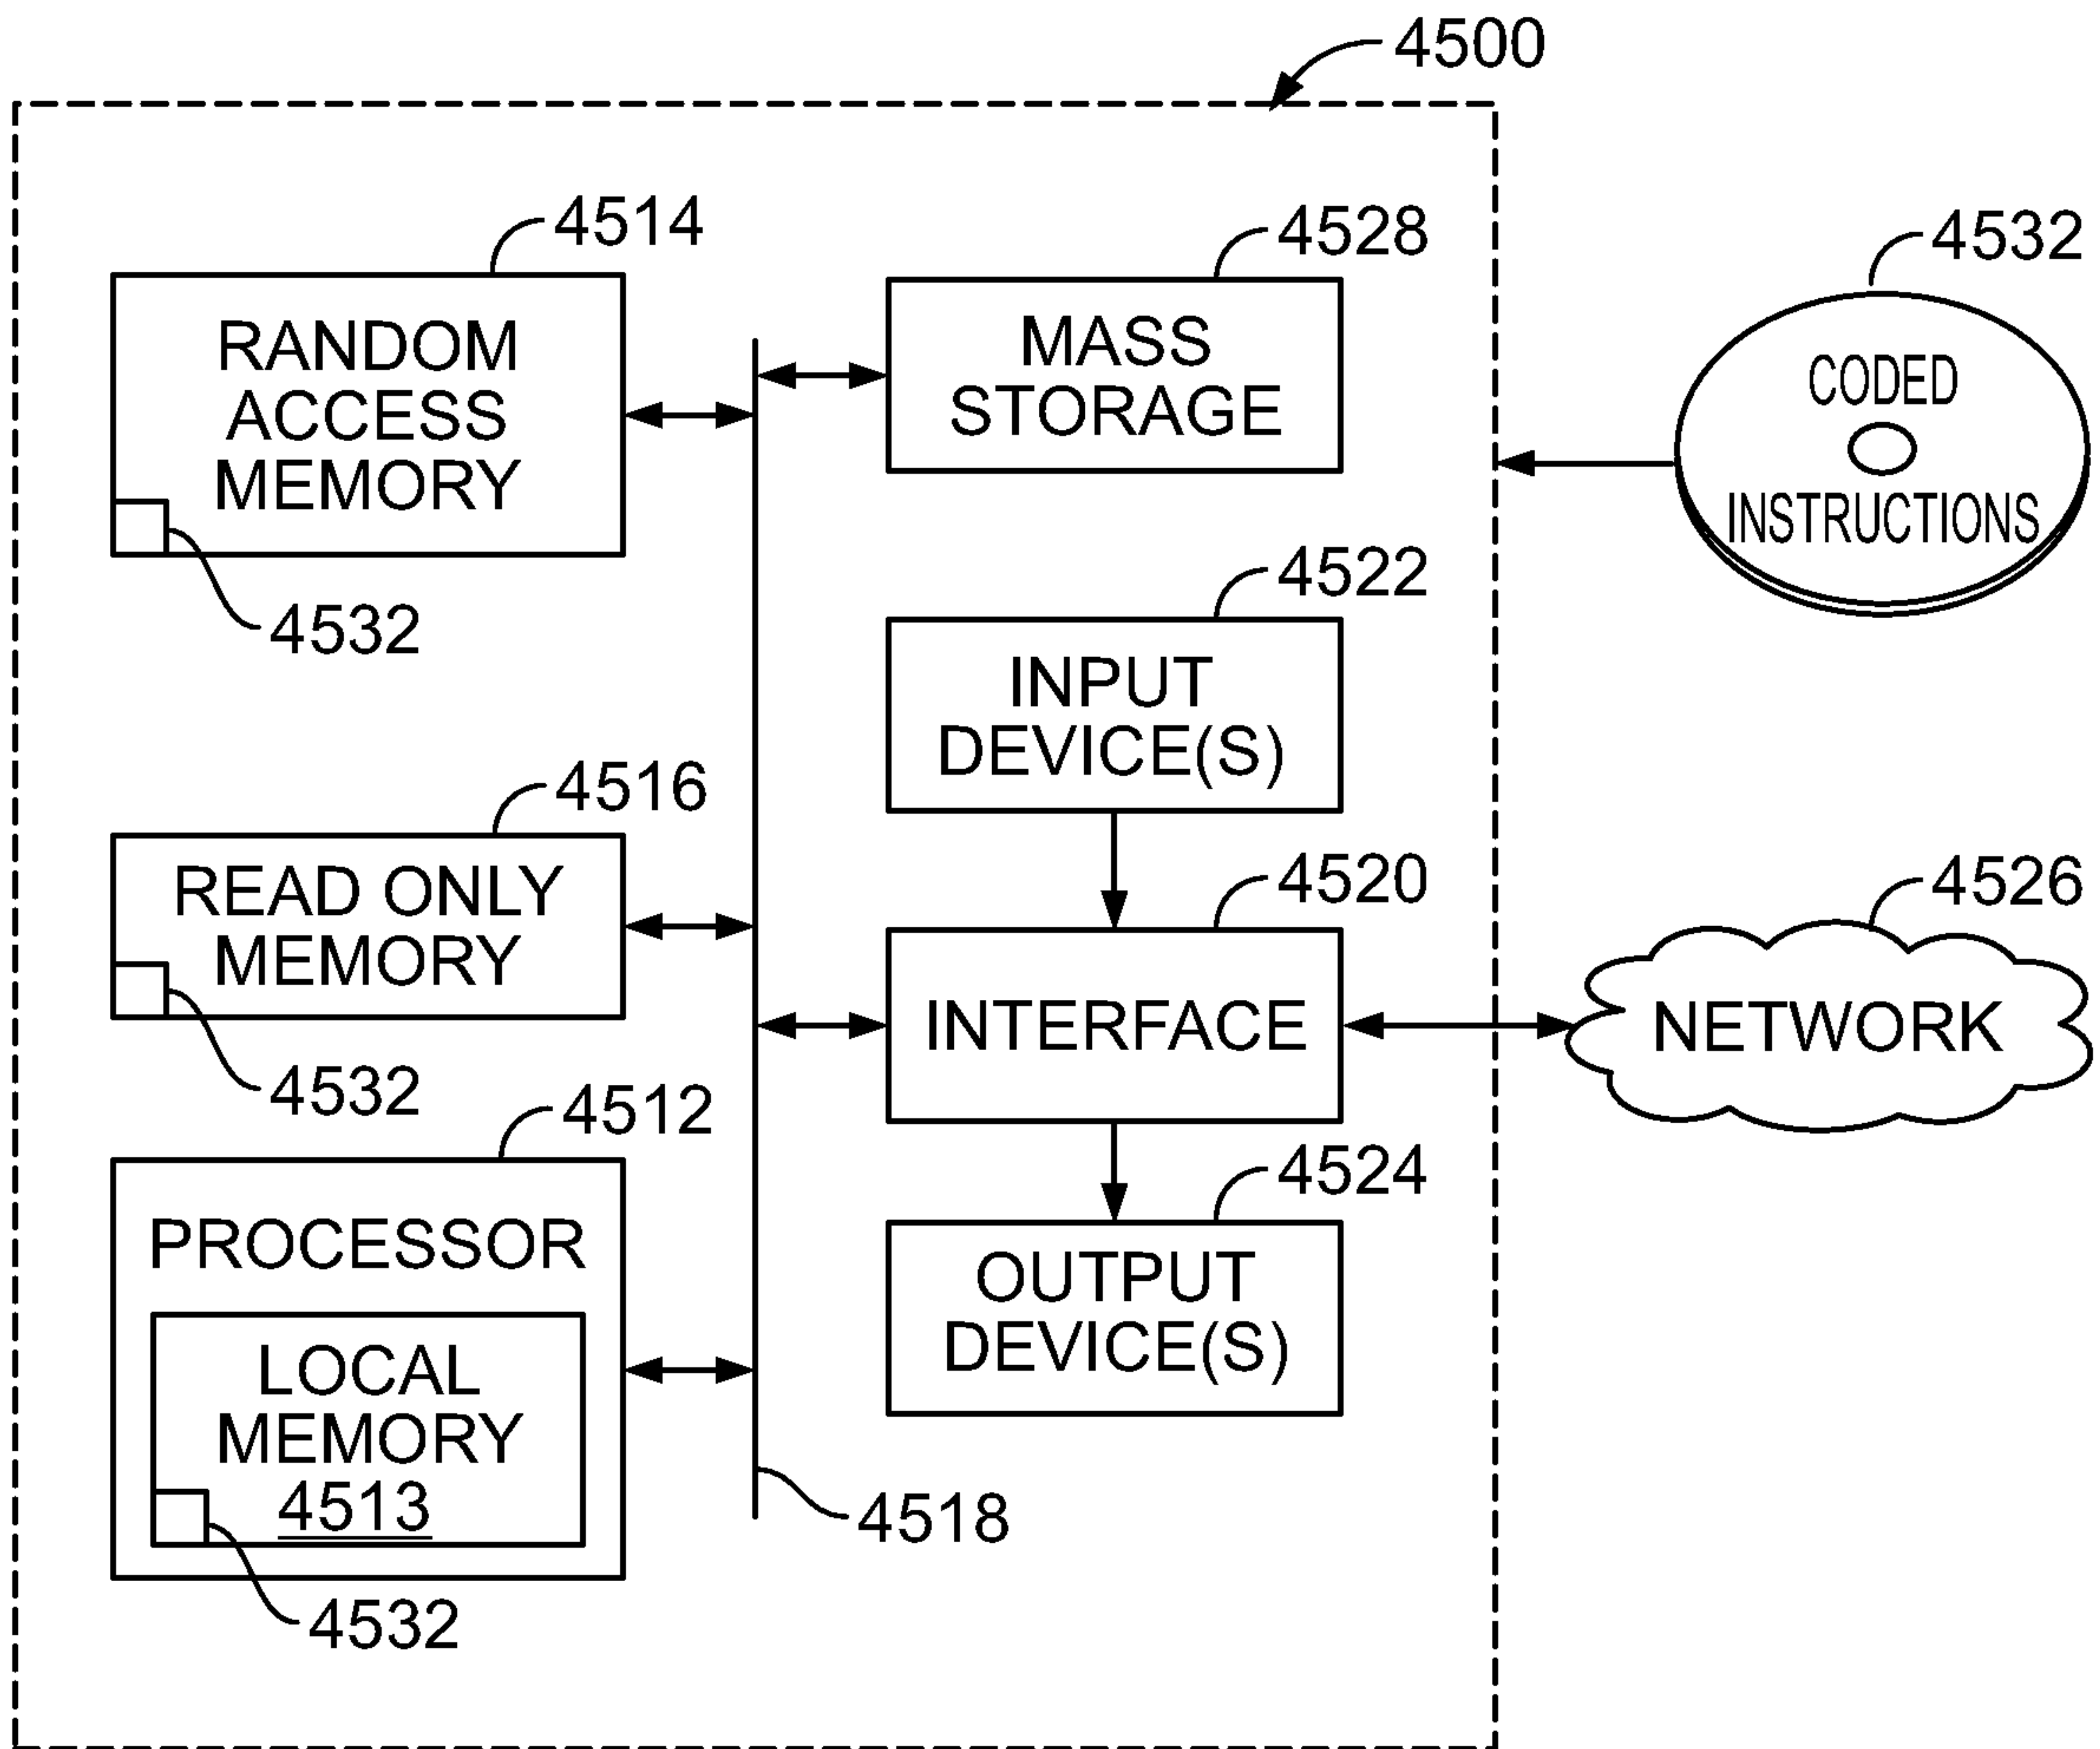 4500
4514
RANDOM
ACCESS
MEMORY
4532
4528
MASS
STORAGE
4532
CODED
INSTRUCTIONS
4522
INPUT
DEVICE(S)
4516
READ ONLY
MEMORY
4532
4520
INTERFACE
4526
NETWORK
4512
PROCESSOR
LOCAL
MEMORY
4513
4532
4524
OUTPUT
DEVICE(S)
4518